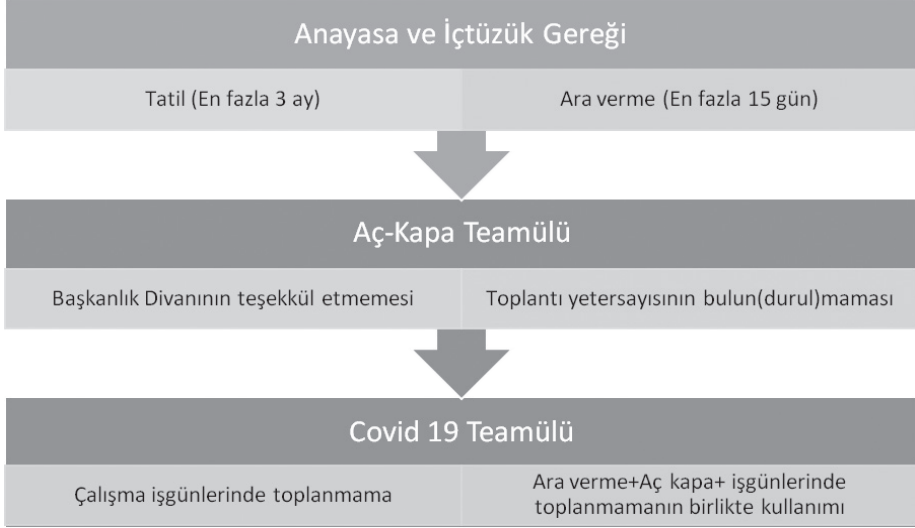 Anayasa ve İçtüzük Gereği
Tatil (En fazla 3 ay)
Ara verme (En fazla 15 gün)
Aç-Kapa Teamülü
Başkanlık Divanının teşekkül etmemesi
Toplantı yetersayısının bulun(durul)maması
Covid 19 Teamülü
Çalışma işgünlerinde toplanmama
Ara verme+Aç kapa+ işgünlerinde
toplanmamanın birlikte kullanımı